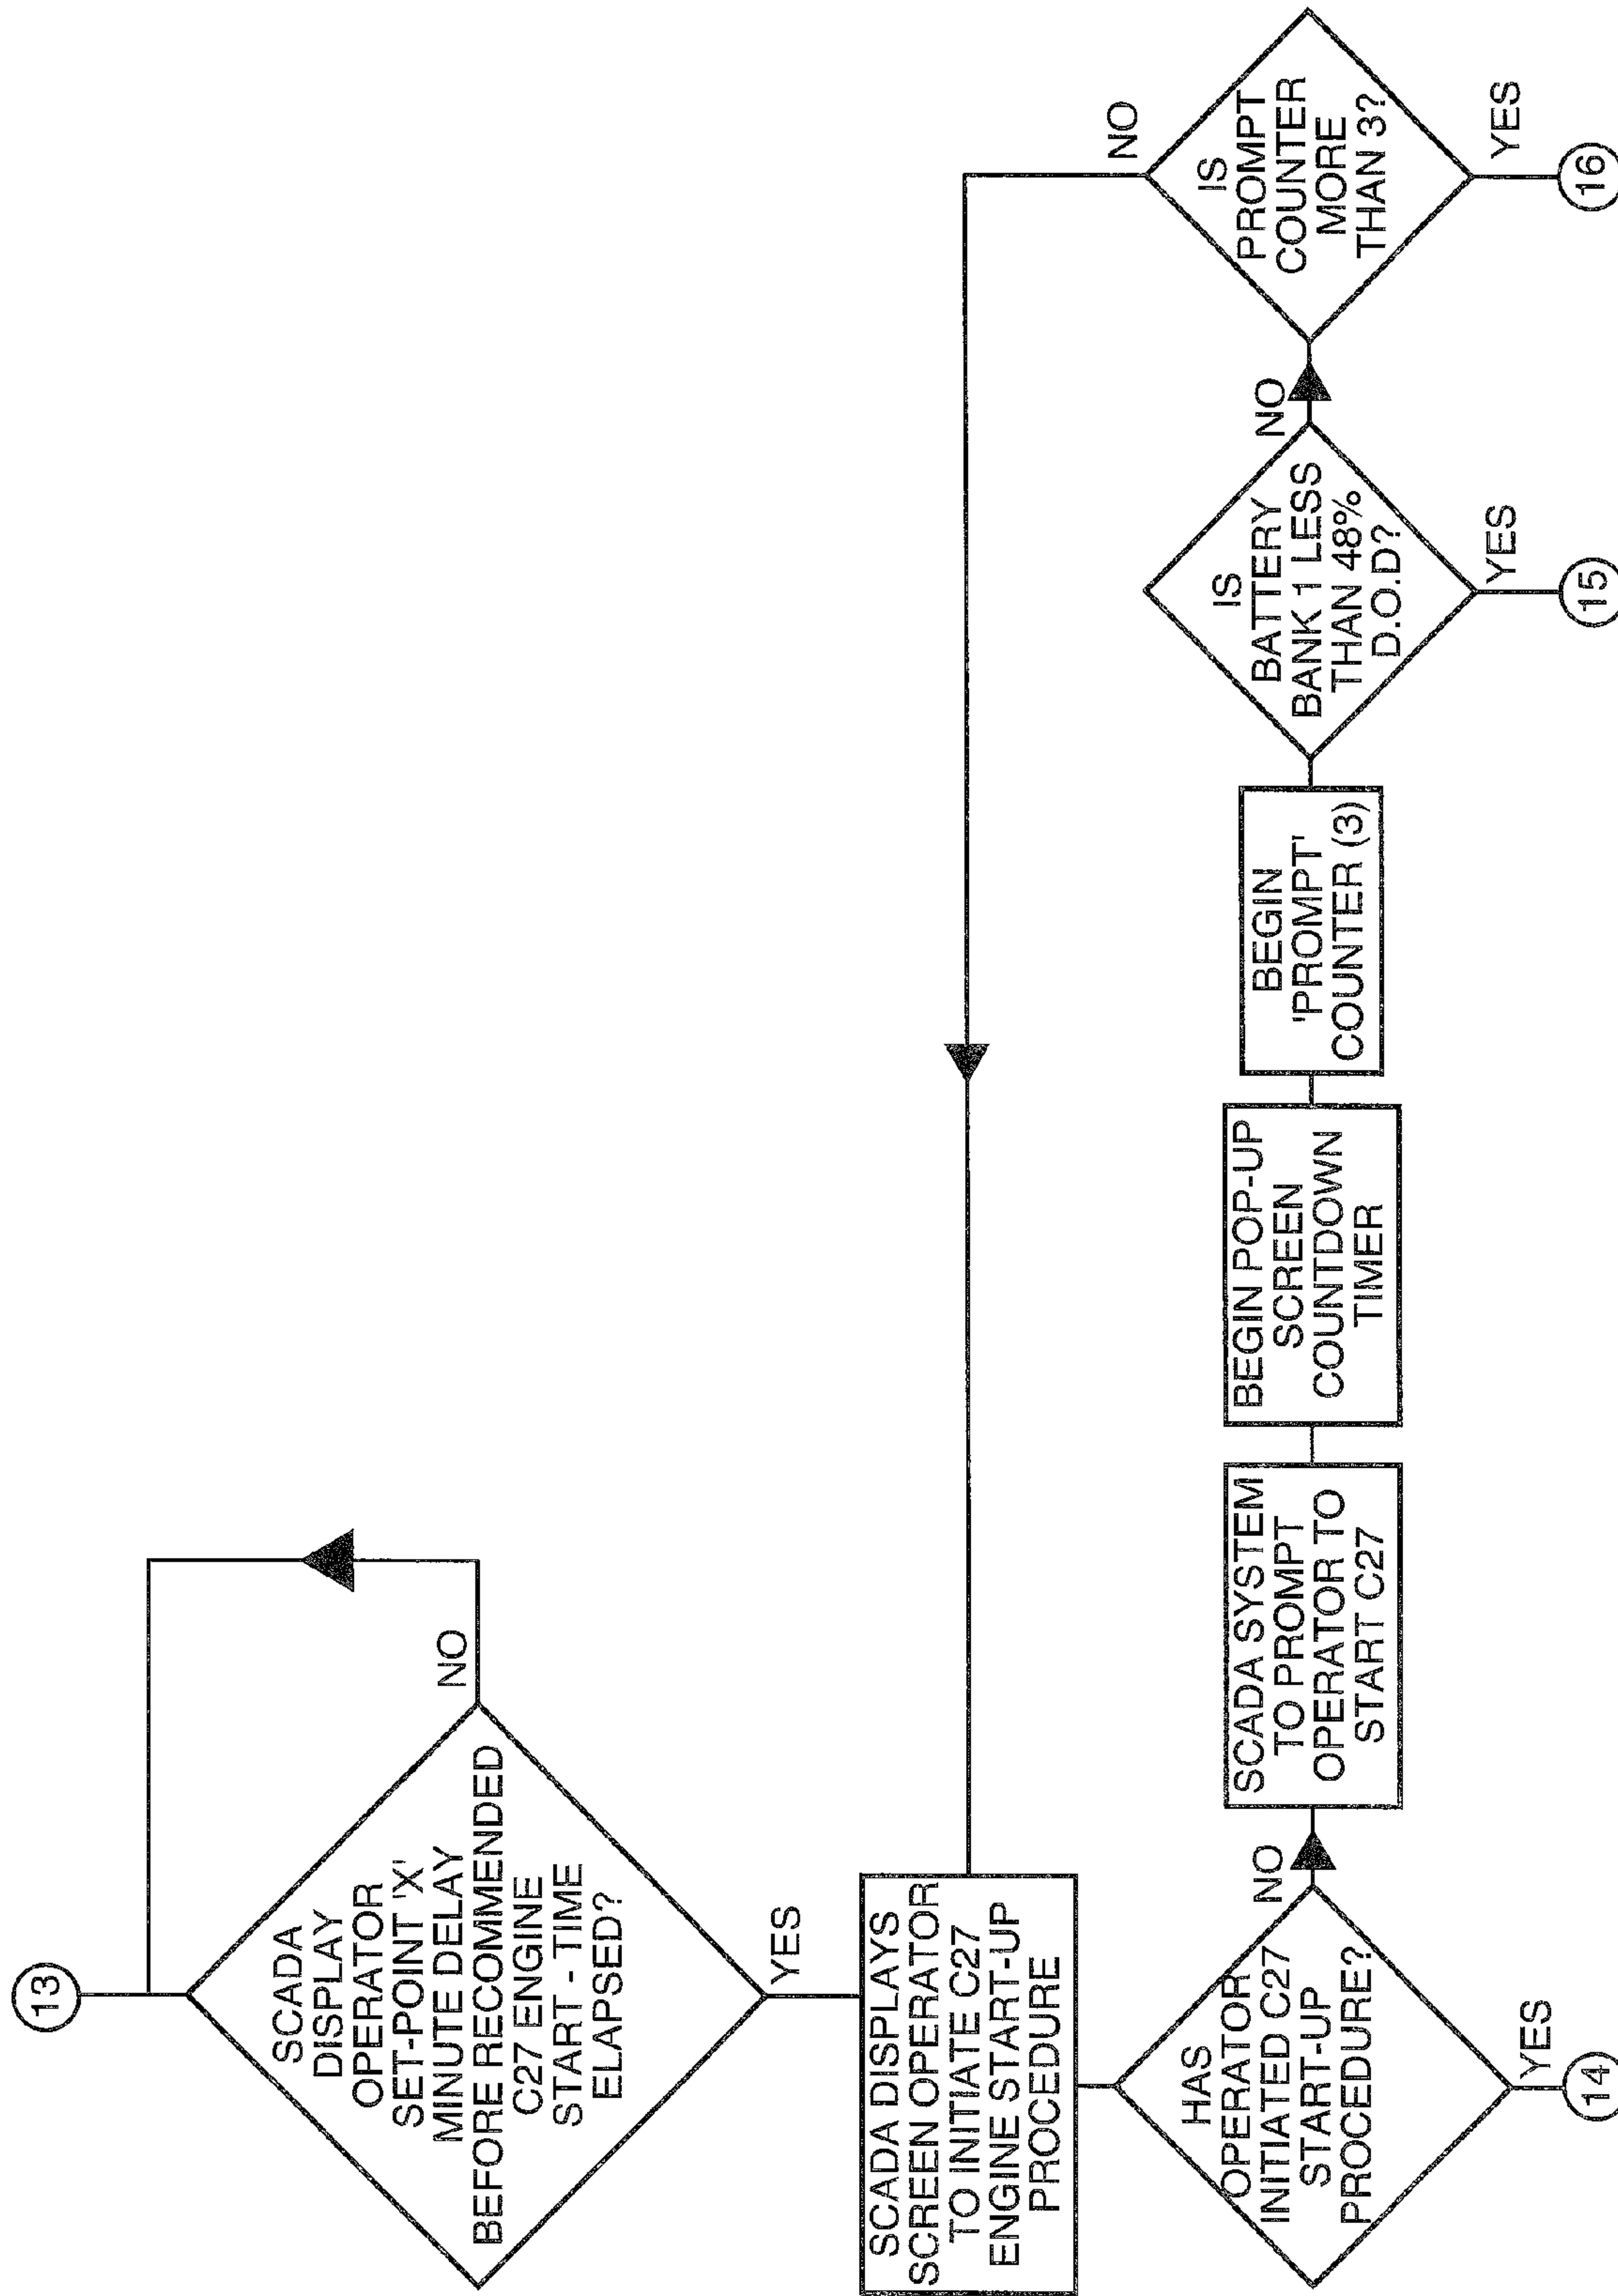 13
SCADA
DISPLAY
OPERATOR
SET-POINT 'X'
MINUTE DELAY
BEFORE RECOMMENDED
C27 ENGINE
START - TIME
ELAPSED?
NO
YES
SCADA DISPLAYS
SCREEN OPERATOR
TO INITIATE C27
ENGINE START-UP
PROCEDURE
HAS
OPERATOR
INITIATED C27
START-UP
PROCEDURE?
NO
YES
14
SCADA SYSTEM
TO PROMPT
OPERATOR TO
START C27
BEGIN POP-UP
SCREEN
COUNTDOWN
TIMER
BEGIN
'PROMPT'
COUNTER (3)
IS
BATTERY
BANK 1 LESS
THAN 48%
D.O.D?
NO
YES
15
IS
PROMPT
COUNTER
MORE
THAN 3?
NO
YES
16